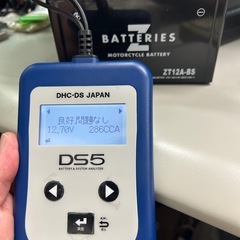 Z
BATTERIES
MOTORCYCLE BATTERY
ZT12A-BS
DHC-DS JAPAN
良好問題なし
12.70V 286CCA
DS5
BATTERY & SYSTEM ANALYZER